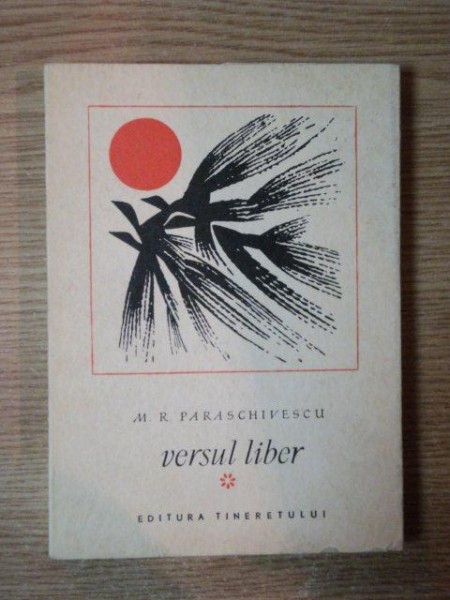 M. R. PARASCHIVESCU
versul liber
EDITURA TINERETULUI